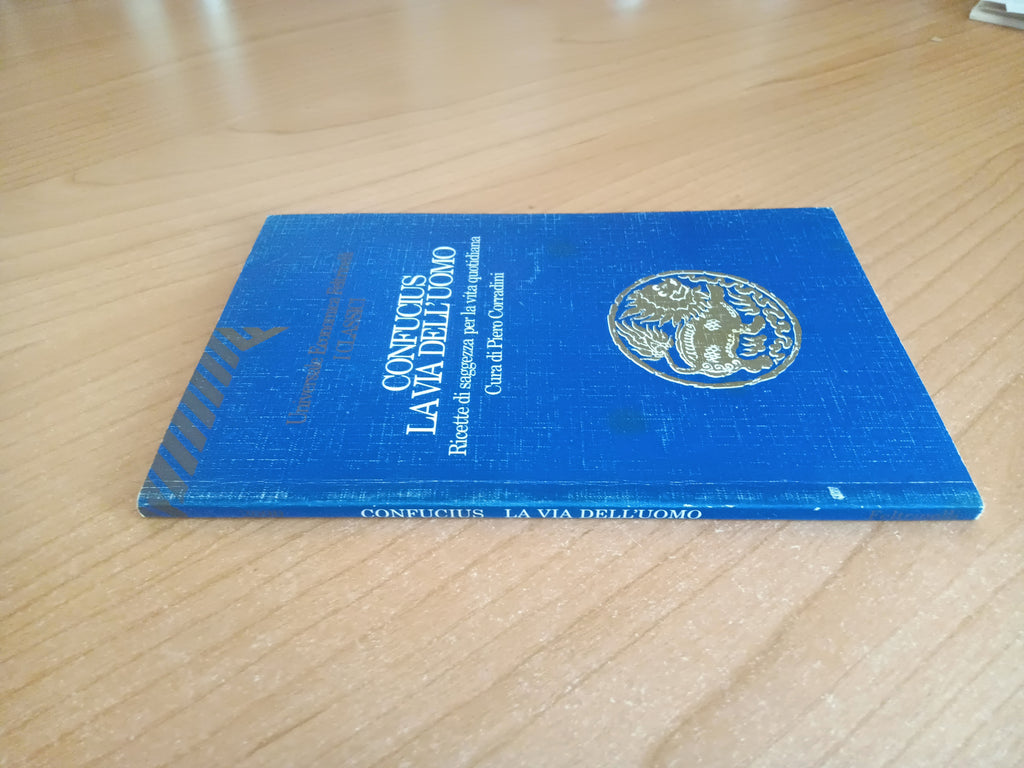 Universale Economica Feltrinelli
I CLASSICI
CONFUCIUS
LA VIA DELL'UOMO
Ricette di saggezza per la vita quotidiana
Cura di Piero Corradini
CONFUCIUS LA VIA DELL'UOMO
Feltrinelli